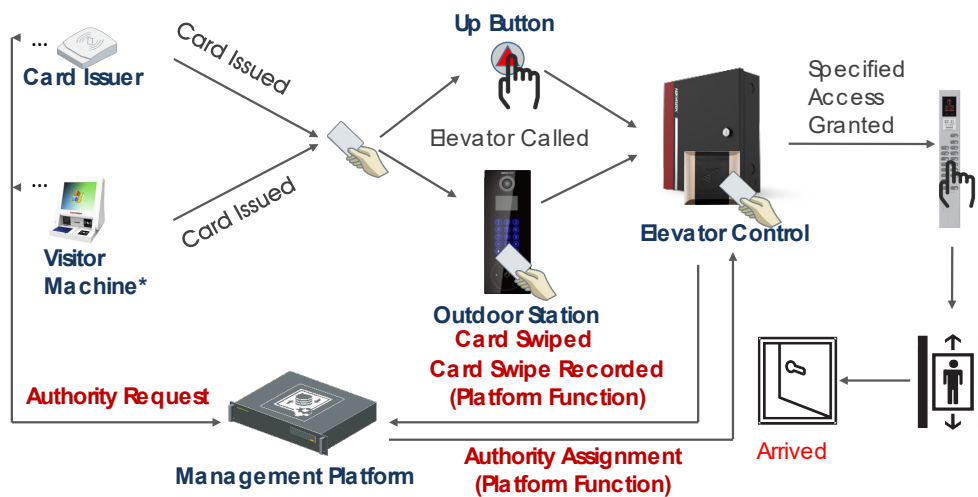 Up Button
...
Card Issuer
Card Issued
Elevator Called
Specified
Access
Granted
...
Card Issued
Visitor
Machine*
Elevator Control
Outdoor Station
Card Swiped
Card Swipe Recorded
(Platform Function)
Authority Request
Management Platform
Authority Assignment
(Platform Function)
Arrived